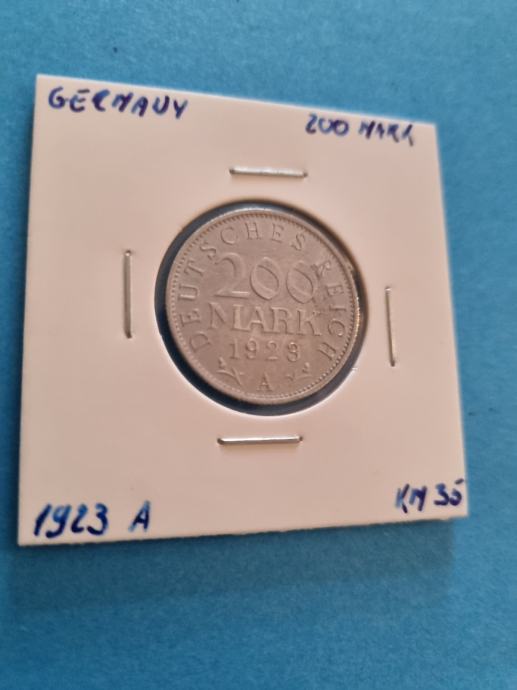 GERMANY
200 MARK
DEUTSCHES REICH
200
MARK
1923
A
1923 A
KM 35